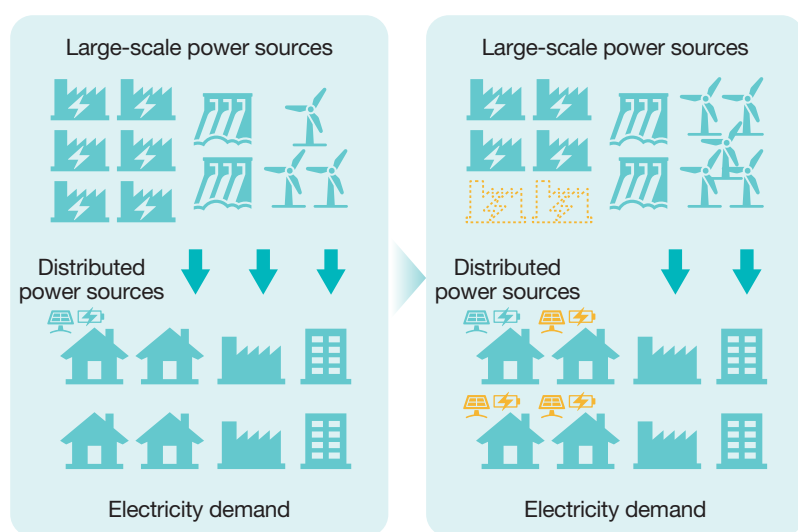 Large-scale power sources
Distributed
power sources
Electricity demand
Large-scale power sources
Distributed
power sources
Electricity demand